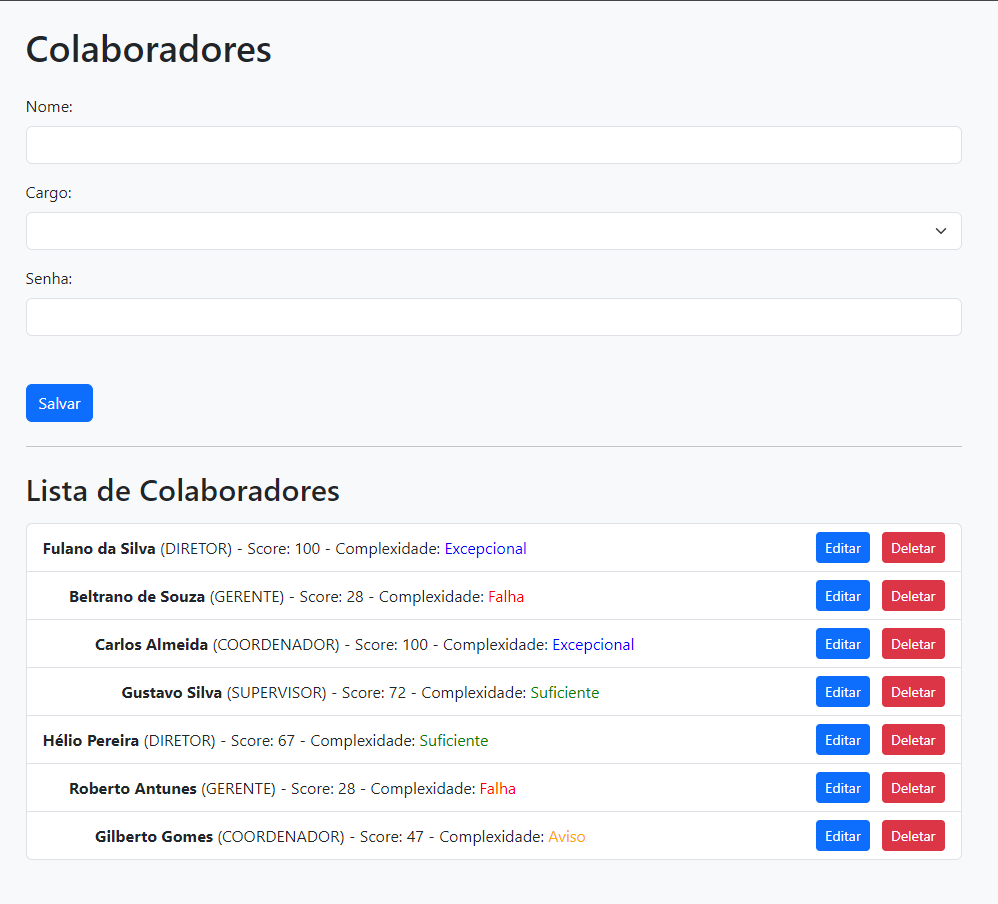 Colaboradores
Nome:
Cargo:
Senha:
Salvar
Lista de Colaboradores
Fulano da Silva (DIRETOR) - Score: 100 - Complexidade: Excepcional Editar Deletar
Beltrano de Souza (GERENTE) - Score: 28 - Complexidade: Falha Editar Deletar
Carlos Almeida (COORDENADOR) - Score: 100 - Complexidade: Excepcional Editar Deletar
Gustavo Silva (SUPERVISOR) - Score: 72 - Complexidade: Suficiente Editar Deletar
Hélio Pereira (DIRETOR) - Score: 67 - Complexidade: Suficiente Editar Deletar
Roberto Antunes (GERENTE) - Score: 28 - Complexidade: Falha Editar Deletar
Gilberto Gomes (COORDENADOR) - Score: 47 - Complexidade: Aviso Editar Deletar